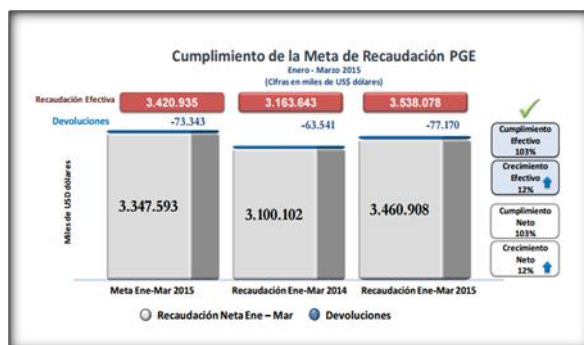 Cumplimiento de la Meta de Recaudación PGE
Enero - Marzo 2015
(Cifras en miles de US$ dólares)
Recaudación Efectiva
3.420.935
3.163.643
3.538.078
Devoluciones
-73.343
-63.541
-77.170
Miles de USD dólares
3.347.593
3.100.102
3.460.908
Cumplimiento
Efectivo
103%
Crecimiento
Efectivo
12%
Cumplimiento
Neto
103%
Crecimiento
Neto
12%
Meta Ene-Mar 2015
Recaudación Ene-Mar 2014
Recaudación Ene-Mar 2015
Recaudación Neta Ene – Mar
Devoluciones